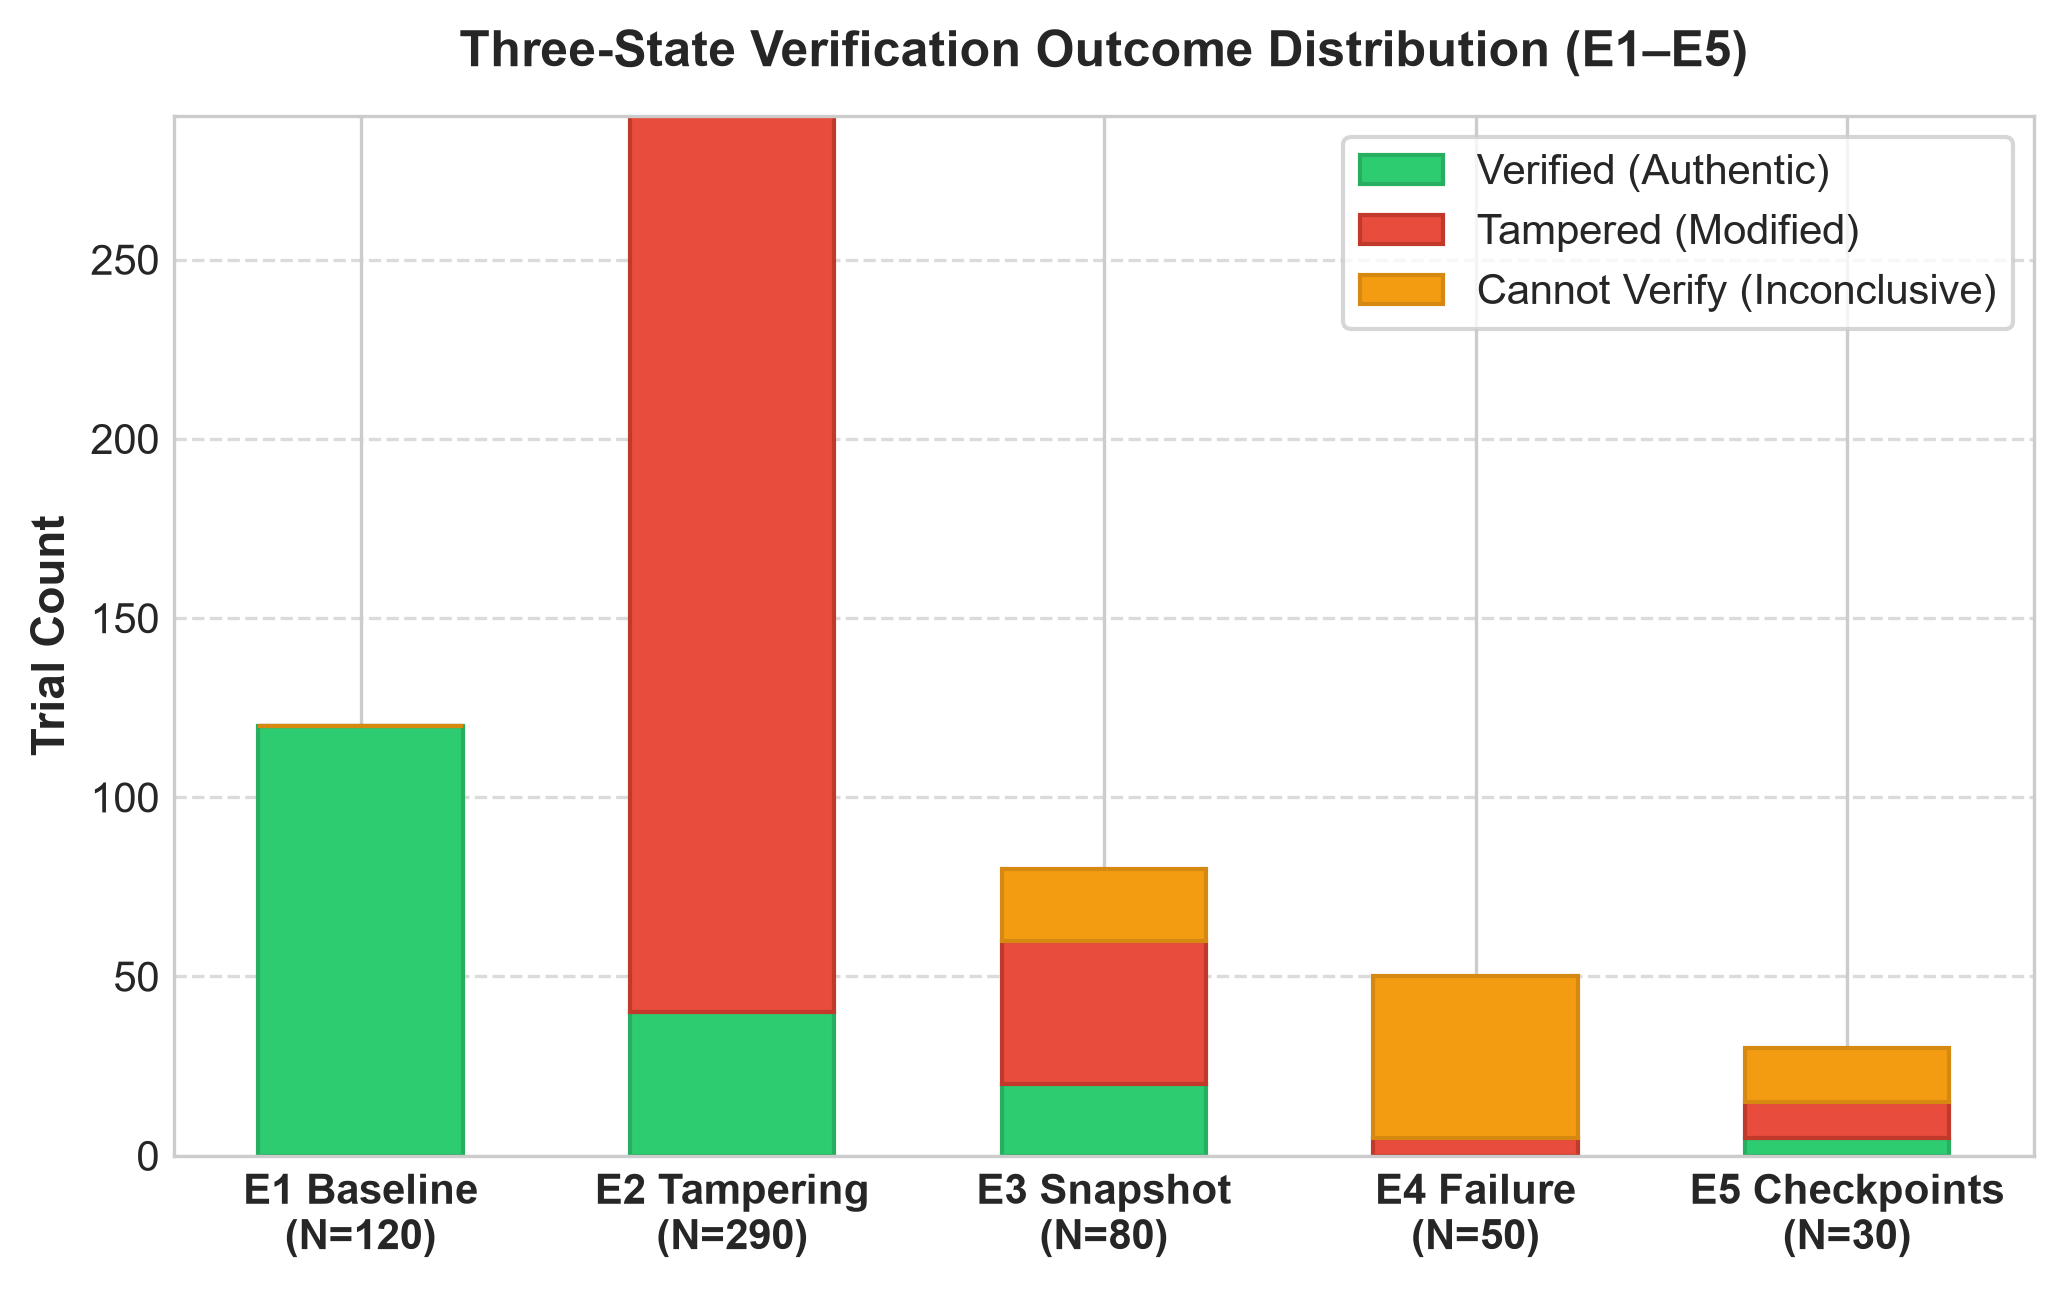 Three-State Verification Outcome Distribution (E1–E5)
Verified (Authentic)
Tampered (Modified)
Cannot Verify (Inconclusive)
Trial Count
250
200
150
100
50
0
E1 Baseline
(N=120)
E2 Tampering
(N=290)
E3 Snapshot
(N=80)
E4 Failure
(N=50)
E5 Checkpoints
(N=30)